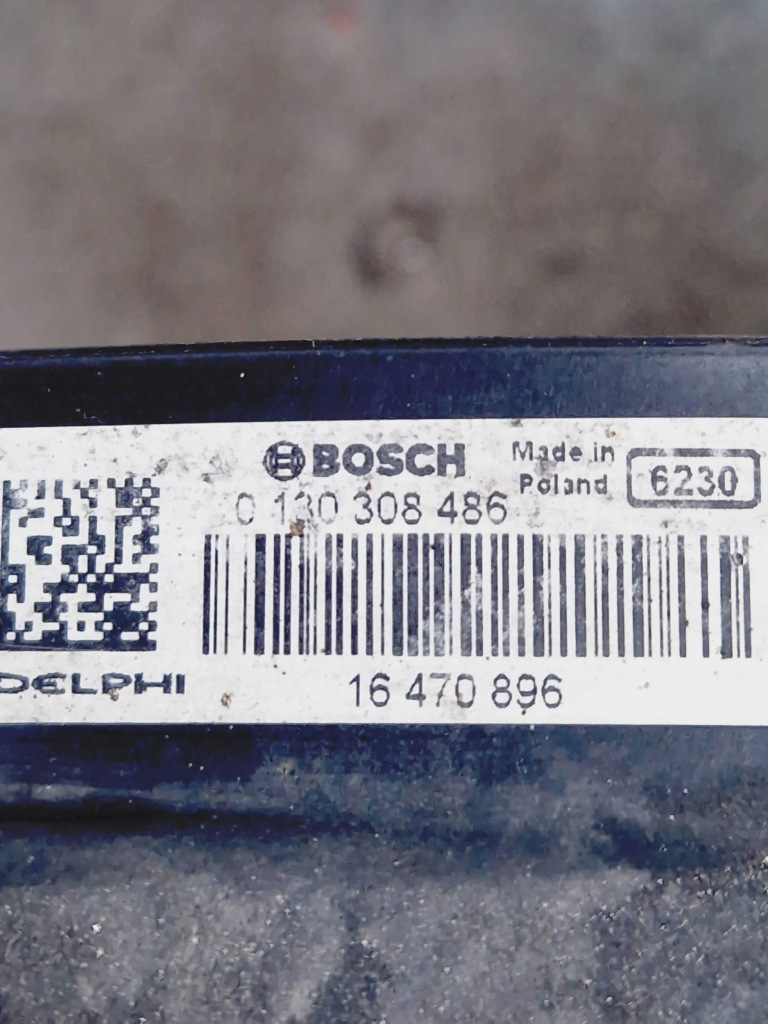 BOSCH Made in Poland 6230
0 130 308 486
DELPHI 16 470 896